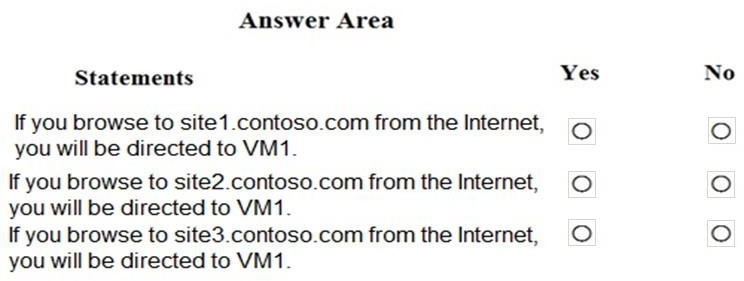 Answer Area
Statements Yes No
If you browse to site1.contoso.com from the Internet,
you will be directed to VM1.
If you browse to site2.contoso.com from the Internet,
you will be directed to VM1.
If you browse to site3.contoso.com from the Internet,
you will be directed to VM1.